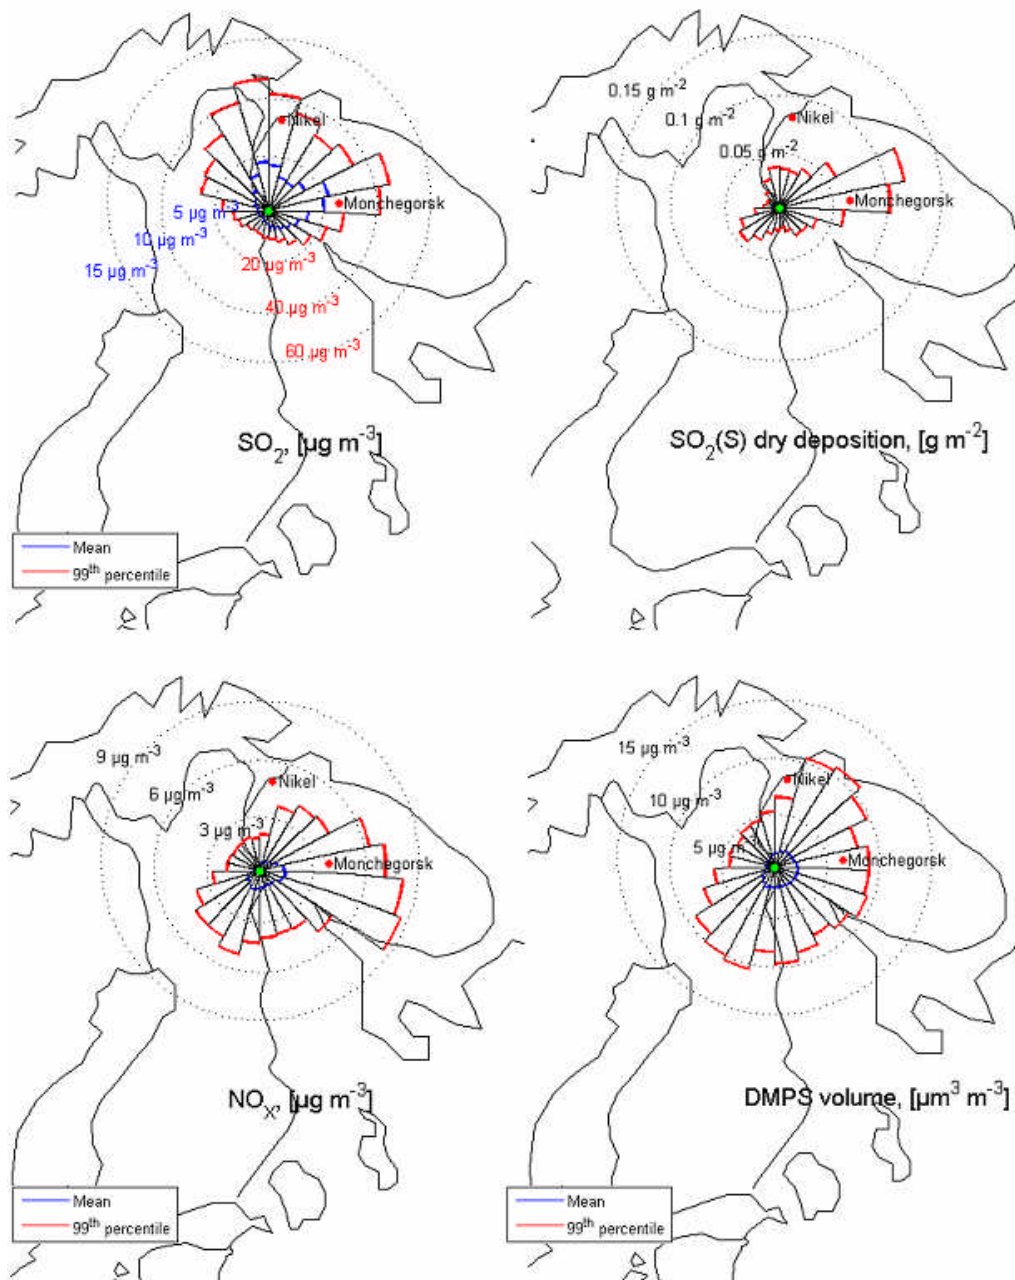 0.15 g m-2
0.1 g m-2
Nikel
Nikel
0.05 g m-2
Monchegorsk
Monchegorsk
5 µg m-3
10 µg m-3
15 µg m-3
20 µg m-3
40 µg m-3
60 µg m-3
SO2, [µg m-3]
SO2(S) dry deposition, [g m-2]
Mean
99th percentile
9 µg m-3
15 µg m-3
Nikel
Nikel
6 µg m-3
10 µg m-3
3 µg m-3
5 µg m-3
Monchegorsk
Monchegorsk
NOX, [µg m-3]
DMPS volume, [µm3 m-3]
Mean
99th percentile
Mean
99th percentile